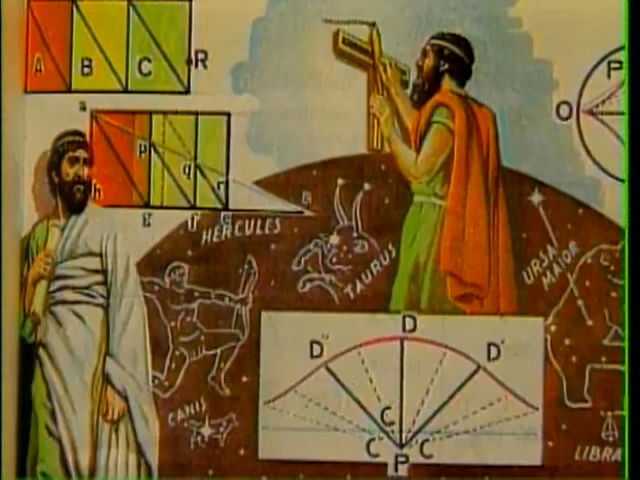 A B C R
P
O
a
h p q r
g f e s
HERCULES
TAURUS
URSA
MAIOR
D
D" D'
CANIS
C
C C
P
LIBRA